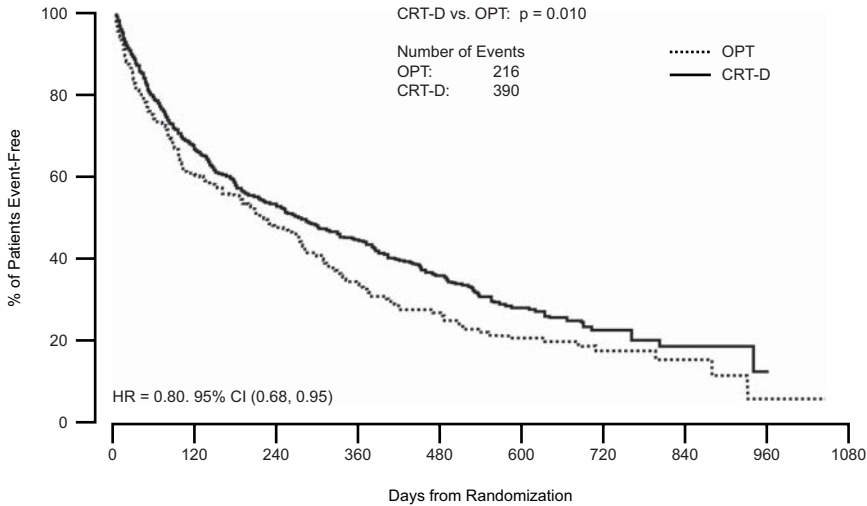 CRT-D vs. OPT: p = 0.010
Number of Events
OPT: 216
CRT-D: 390
OPT
CRT-D
% of Patients Event-Free
100
80
60
40
20
0
HR = 0.80. 95% CI (0.68, 0.95)
0 120 240 360 480 600 720 840 960 1080
Days from Randomization